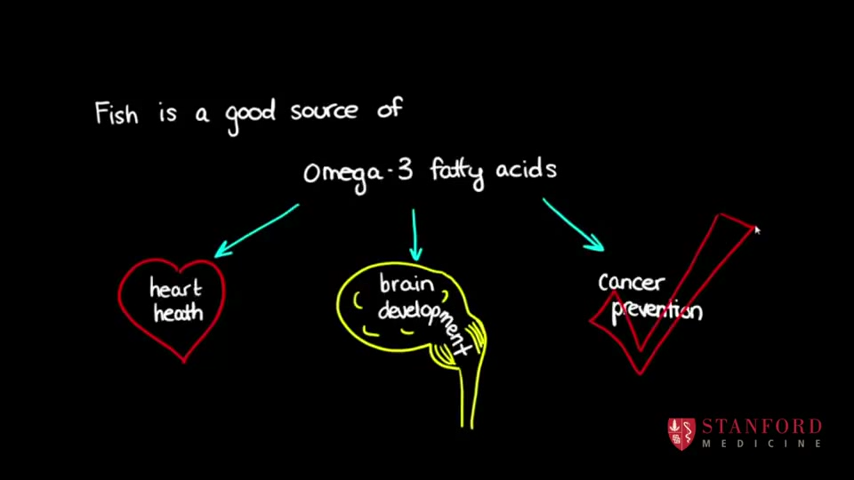 Fish is a good source of
Omega-3 fatty acids
heart
heath
brain
development
cancer
prevention
STANFORD
MEDICINE